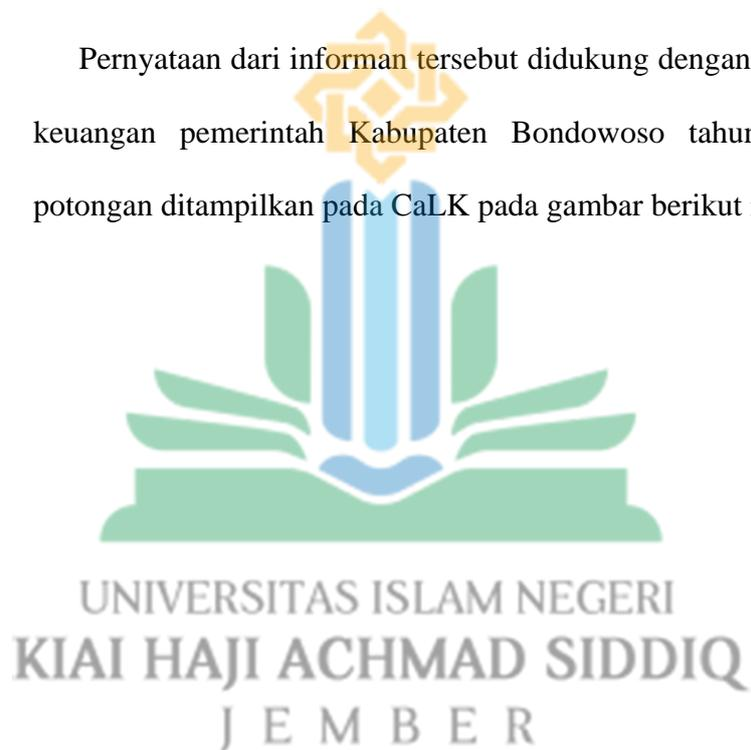 Pernyataan dari informan tersebut didukung dengan
keuangan pemerintah Kabupaten Bondowoso tahun
potongan ditampilkan pada CaLK pada gambar berikut
UNIVERSITAS ISLAM NEGERI
KIAI HAJI ACHMAD SIDDIQ
JEMBER